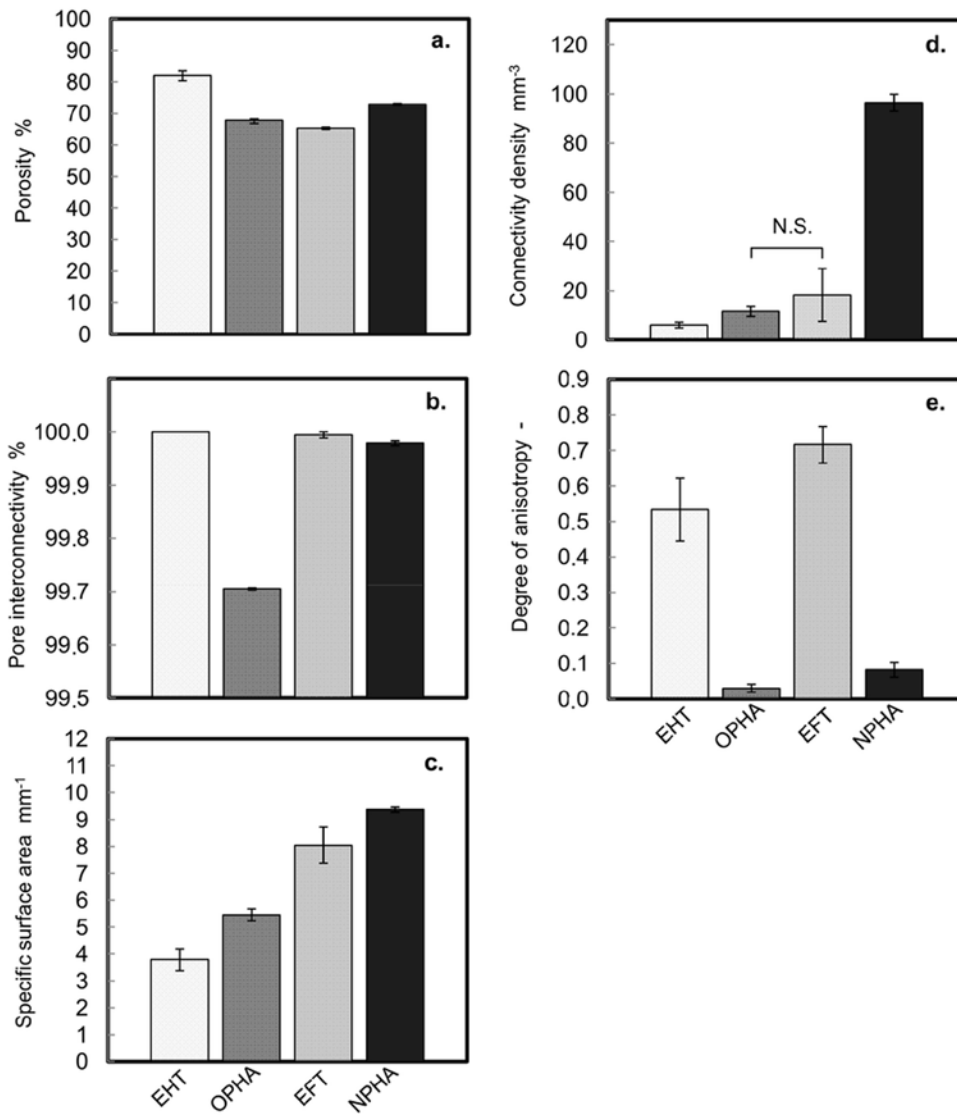 a.
Porosity %
100
90
80
70
60
50
40
30
20
10
0
b.
Pore interconnectivity %
100.0
99.9
99.8
99.7
99.6
99.5
c.
Specific surface area mm⁻¹
12
11
10
9
8
7
6
5
4
3
2
1
0
EHT
OPHA
EFT
NPHA
d.
Connectivity density mm⁻³
120
100
80
60
40
20
0
N.S.
e.
Degree of anisotropy -
0.9
0.8
0.7
0.6
0.5
0.4
0.3
0.2
0.1
0.0
EHT
OPHA
EFT
NPHA